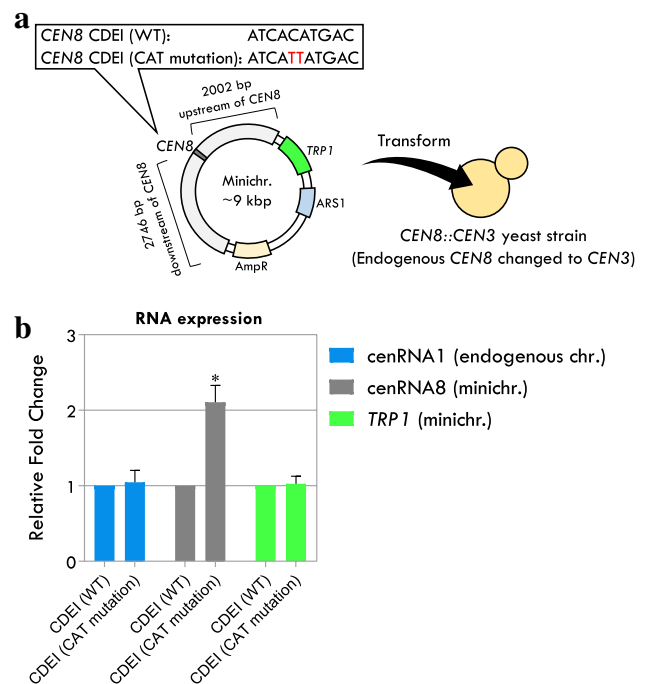 a
CEN8 CDEI (WT): ATCACATGAC
CEN8 CDEI (CAT mutation): ATCATTATGAC
2002 bp
upstream of CEN8
CEN8
TRP1
Transform
2746 bp
downstream of CEN8
Minichr.
~9 kbp
ARS1
AmpR
CEN8::CEN3 yeast strain
(Endogenous CEN8 changed to CEN3)
b
RNA expression
Relative Fold Change
3
2
1
0
*
cenRNA1 (endogenous chr.)
cenRNA8 (minichr.)
TRP1 (minichr.)
CDEI (WT)
CDEI (CAT mutation)
CDEI (WT)
CDEI (CAT mutation)
CDEI (WT)
CDEI (CAT mutation)